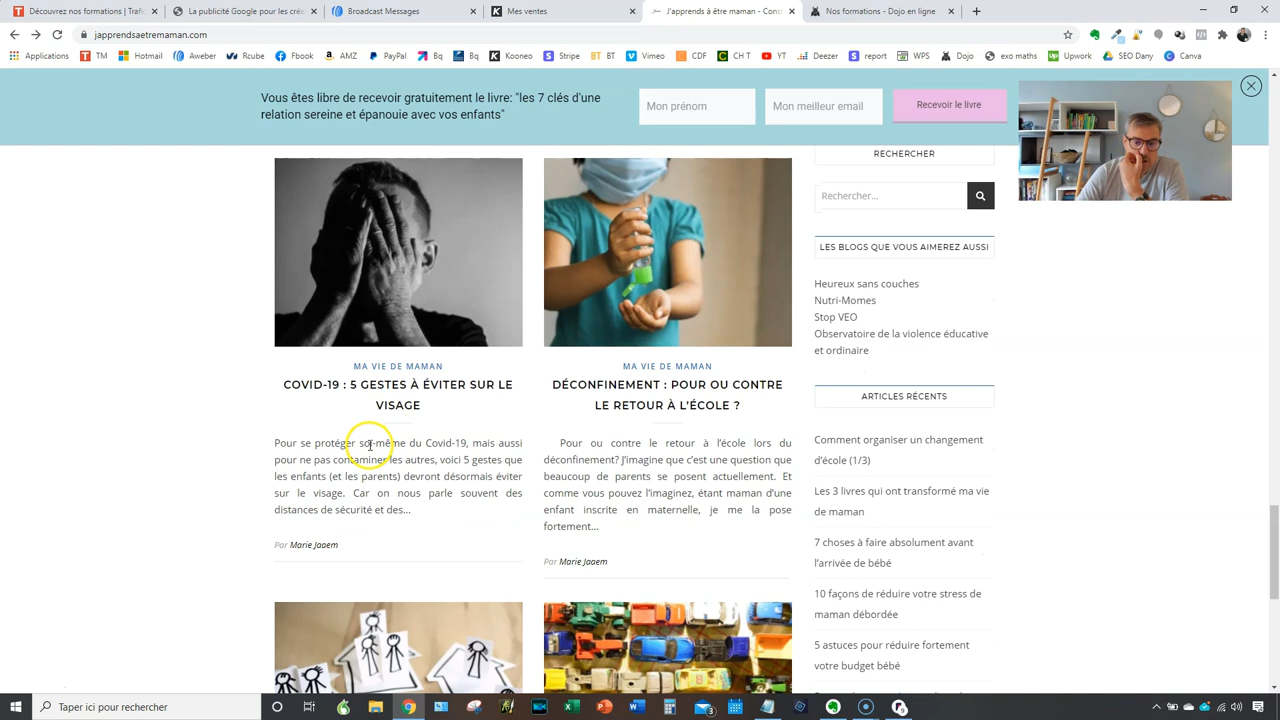 Découvrez nos formations | Trafi
La publicité Google pour créer
Broadcast Messages
Mes ventes
J'apprends à être maman - Cons
Nos formations - Dojo en ligne
japprendsaetremaman.com
Applications
TM
Hotmail
Aweber
Rcube
Fbook
AMZ
PayPal
Bq
Kooneo
Stripe
BT
Vimeo
CDF
CH T
YT
Deezer
report
WPS
Dojo
exo maths
Upwork
SEO Dany
Canva
Vous êtes libre de recevoir gratuitement le livre: "les 7 clés d'une
relation sereine et épanouie avec vos enfants"
Mon prénom
Mon meilleur email
Recevoir le livre
MA VIE DE MAMAN
COVID-19 : 5 GESTES À ÉVITER SUR LE
VISAGE
Pour se protéger soi-même du Covid-19, mais aussi
pour ne pas contaminer les autres, voici 5 gestes que
les enfants (et les parents) devront désormais éviter
sur le visage. Car on nous parle souvent des
distances de sécurité et des...
Par Marie Jaaem
MA VIE DE MAMAN
DÉCONFINEMENT : POUR OU CONTRE
LE RETOUR À L'ÉCOLE ?
Pour ou contre le retour à l'école lors du
déconfinement? J'imagine que c'est une question que
beaucoup de parents se posent actuellement. Et
comme vous pouvez l'imaginez, étant maman d'une
enfant inscrite en maternelle, je me la pose
fortement...
Par Marie Jaaem
RECHERCHER
Rechercher...
LES BLOGS QUE VOUS AIMEREZ AUSSI
Heureux sans couches
Nutri-Momes
Stop VEO
Observatoire de la violence éducative
et ordinaire
ARTICLES RÉCENTS
Comment organiser un changement
d'école (1/3)
Les 3 livres qui ont transformé ma vie
de maman
7 choses à faire absolument avant
l'arrivée de bébé
10 façons de réduire votre stress de
maman débordée
5 astuces pour réduire fortement
votre budget bébé
Taper ici pour rechercher